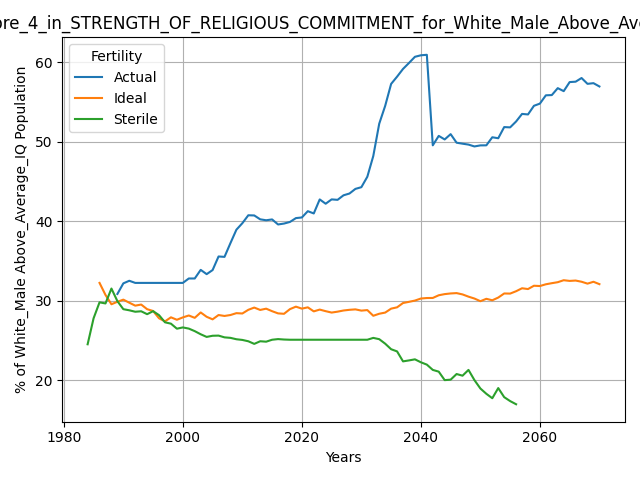 ore_4_in_STRENGTH_OF_RELIGIOUS_COMMITMENT_for_White_Male_Above_Ave
Fertility
Actual
Ideal
Sterile
% of White_Male Above_Average_IQ Population
60
50
40
30
20
1980
2000
2020
2040
2060
Years